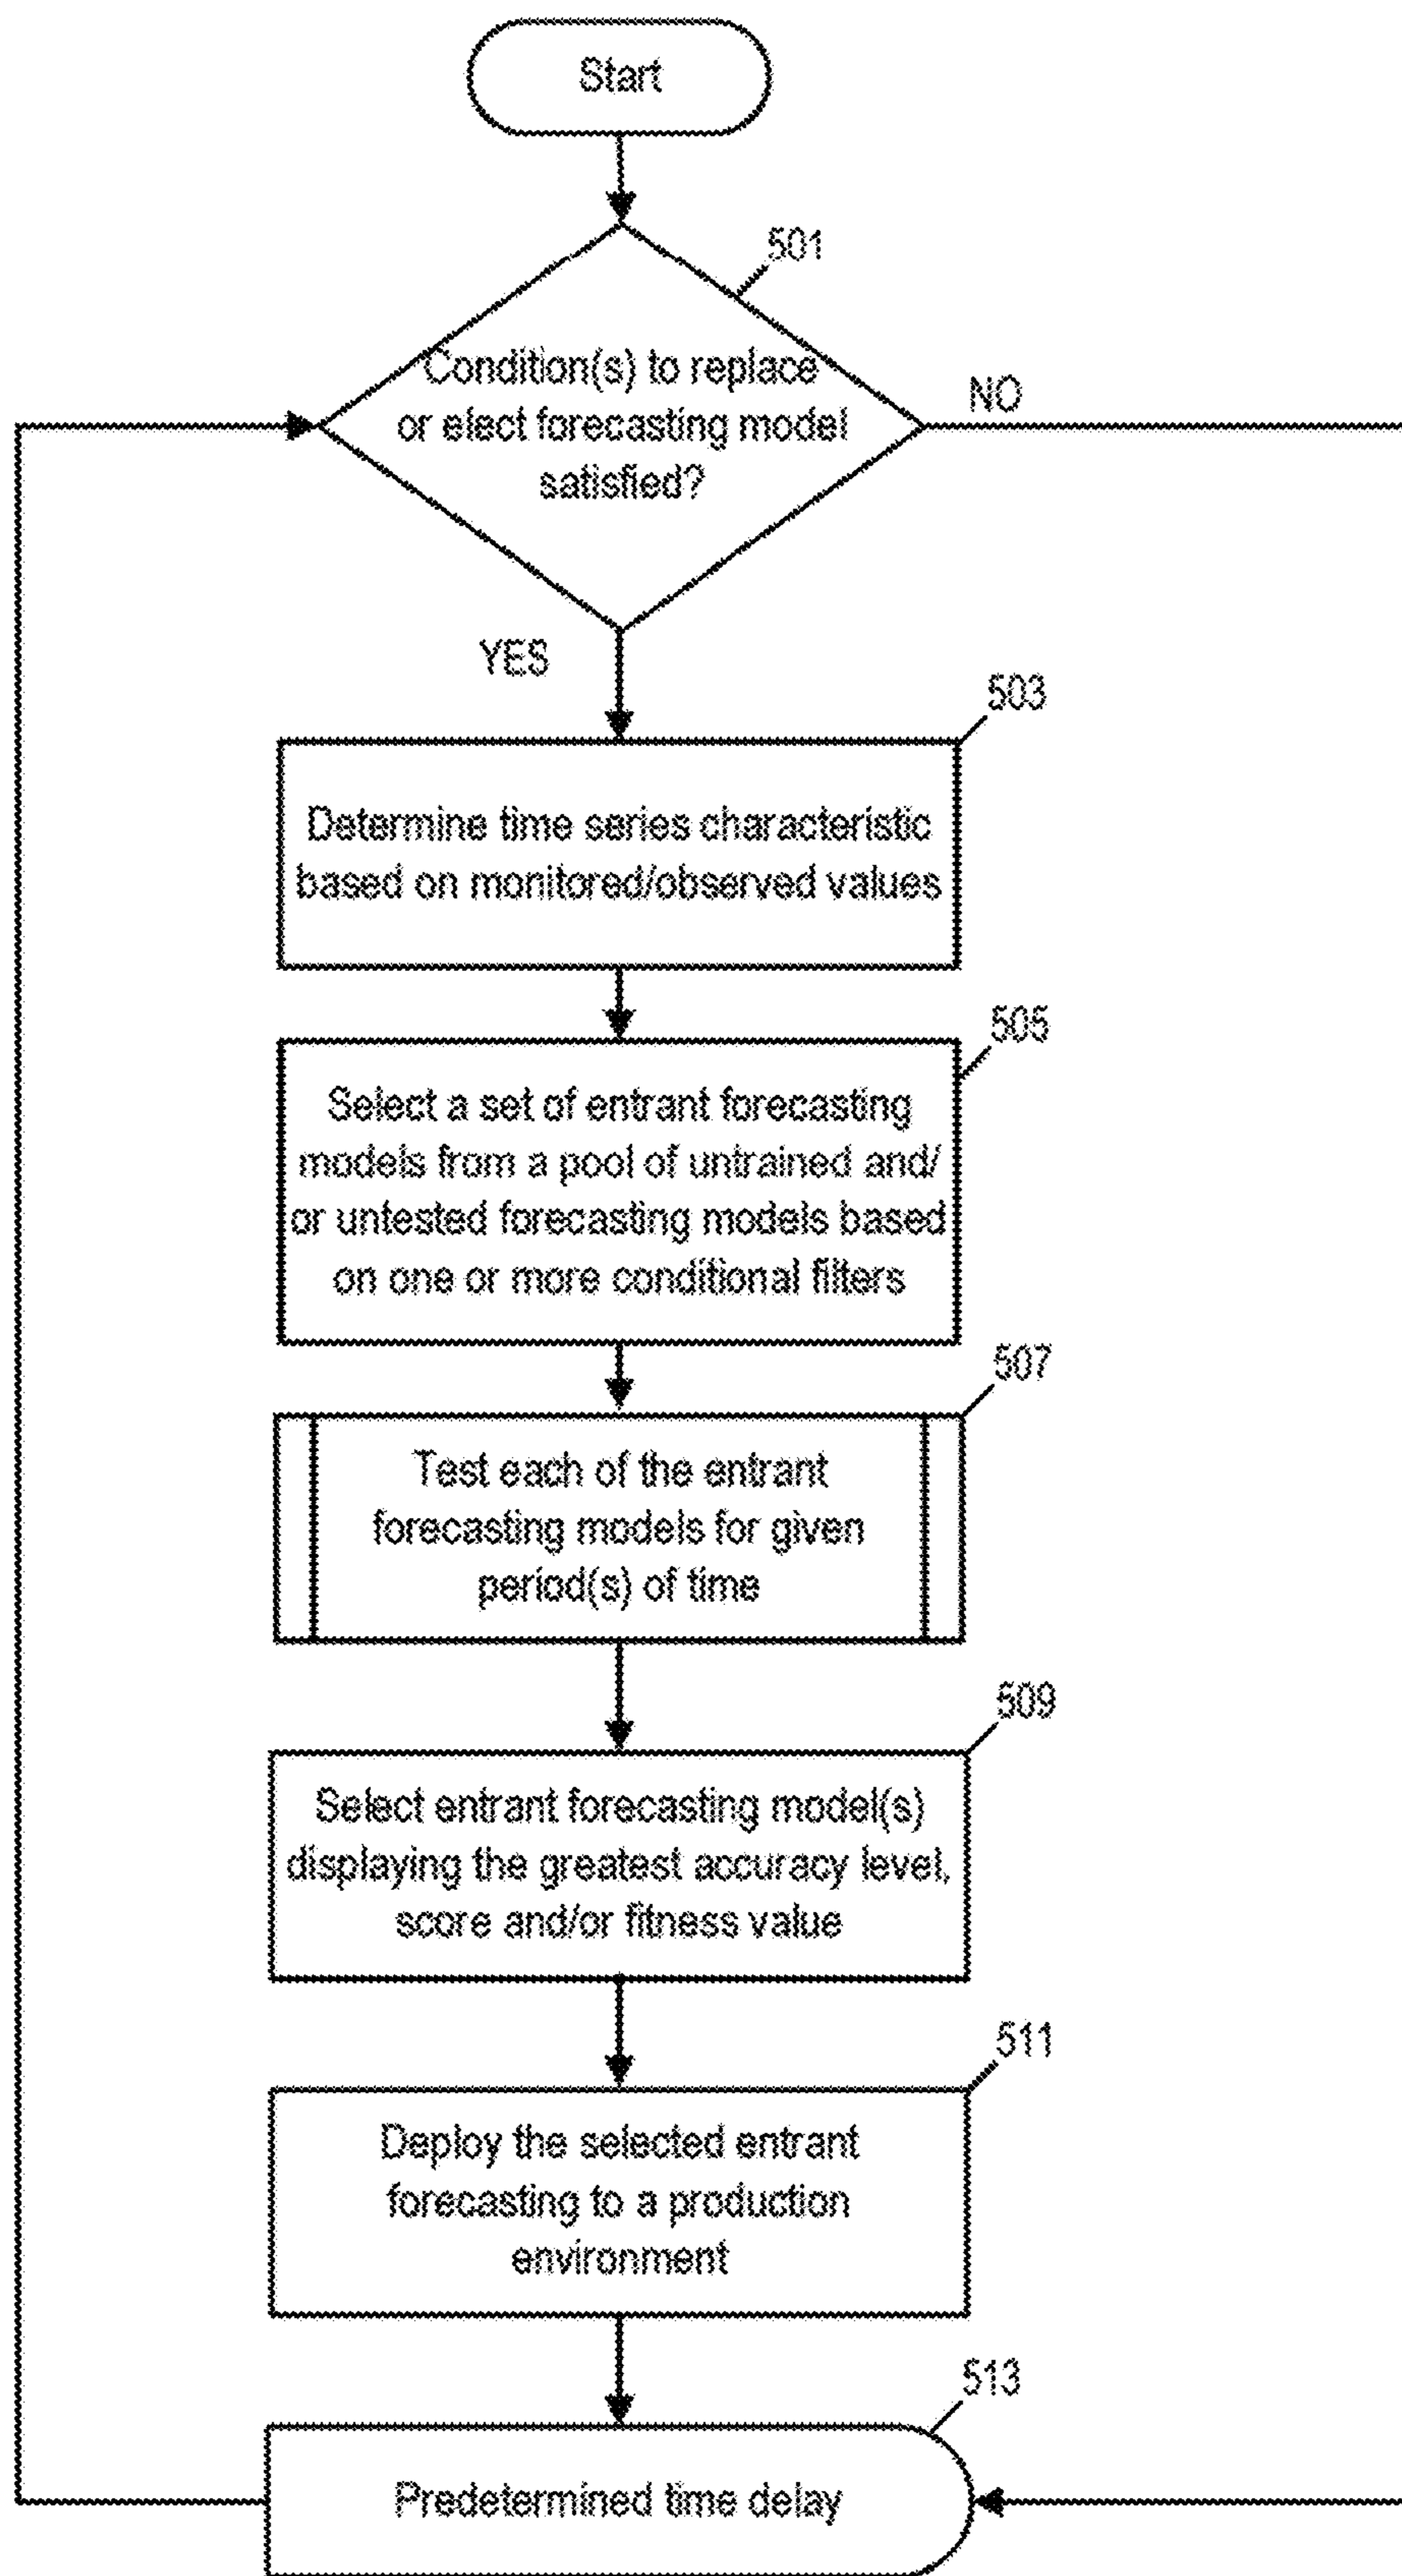 Start
501
Condition(s) to replace
or elect forecasting model
satisfied?
NO
YES
503
Determine time series characteristic
based on monitored/observed values
505
Select a set of entrant forecasting
models from a pool of untrained and/
or untested forecasting models based
on one or more conditional filters
507
Test each of the entrant
forecasting models for given
period(s) of time
509
Select entrant forecasting model(s)
displaying the greatest accuracy level,
score and/or fitness value
511
Deploy the selected entrant
forecasting to a production
environment
513
Predetermined time delay